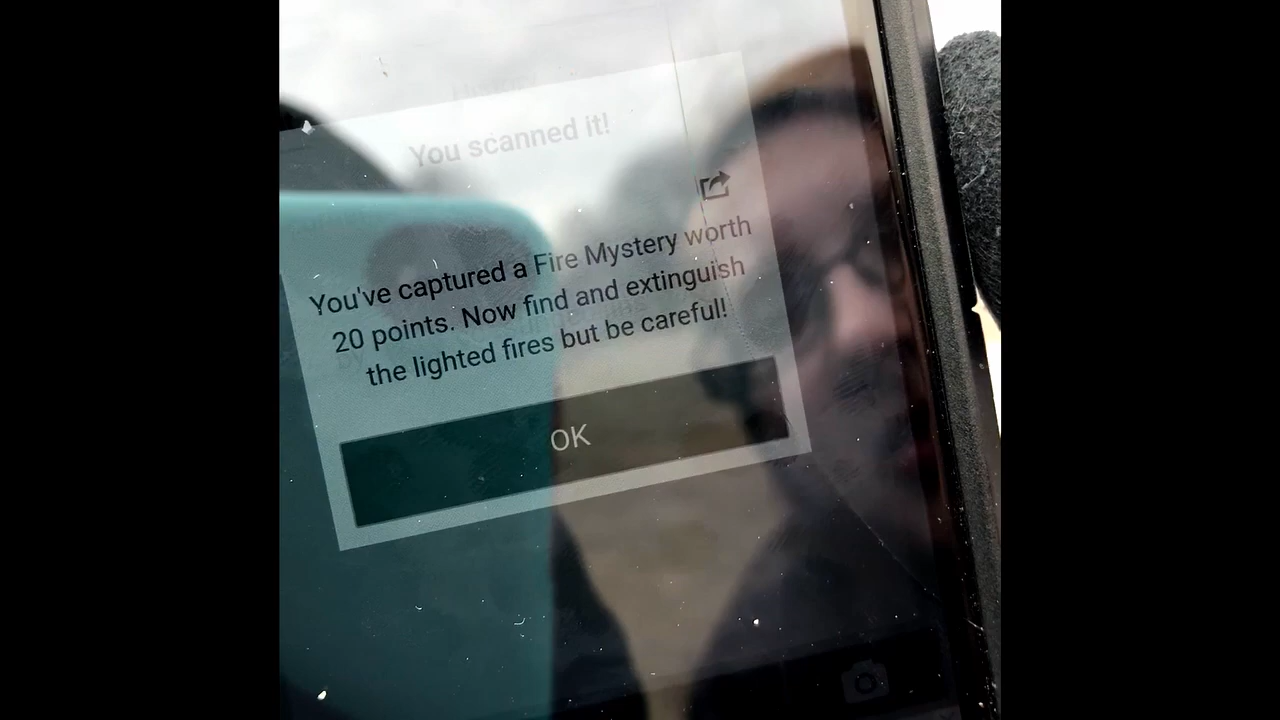 You scanned it!
You've captured a Fire Mystery worth
20 points. Now find and extinguish
the lighted fires but be careful!
OK